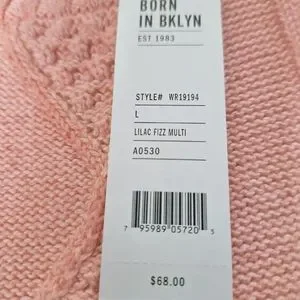 BORN
IN BKLYN
EST 1983
STYLE# WR19194
L
LILAC FIZZ MULTI
A0530
7 95989 05720 5
$68.00